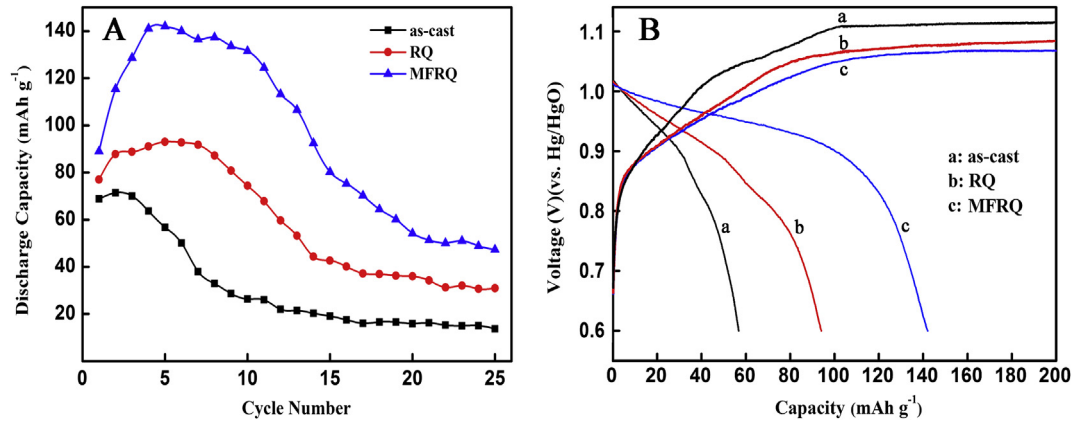 A
as-cast
RQ
MFRQ
Discharge Capacity (mAh g⁻¹)
140
120
100
80
60
40
20
0
5
10
15
20
25
Cycle Number
B
a
b
c
a: as-cast
b: RQ
c: MFRQ
a
b
c
Voltage (V)(vs. Hg/HgO)
1.1
1.0
0.9
0.8
0.7
0.6
0
20
40
60
80
100
120
140
160
180
200
Capacity (mAh g⁻¹)